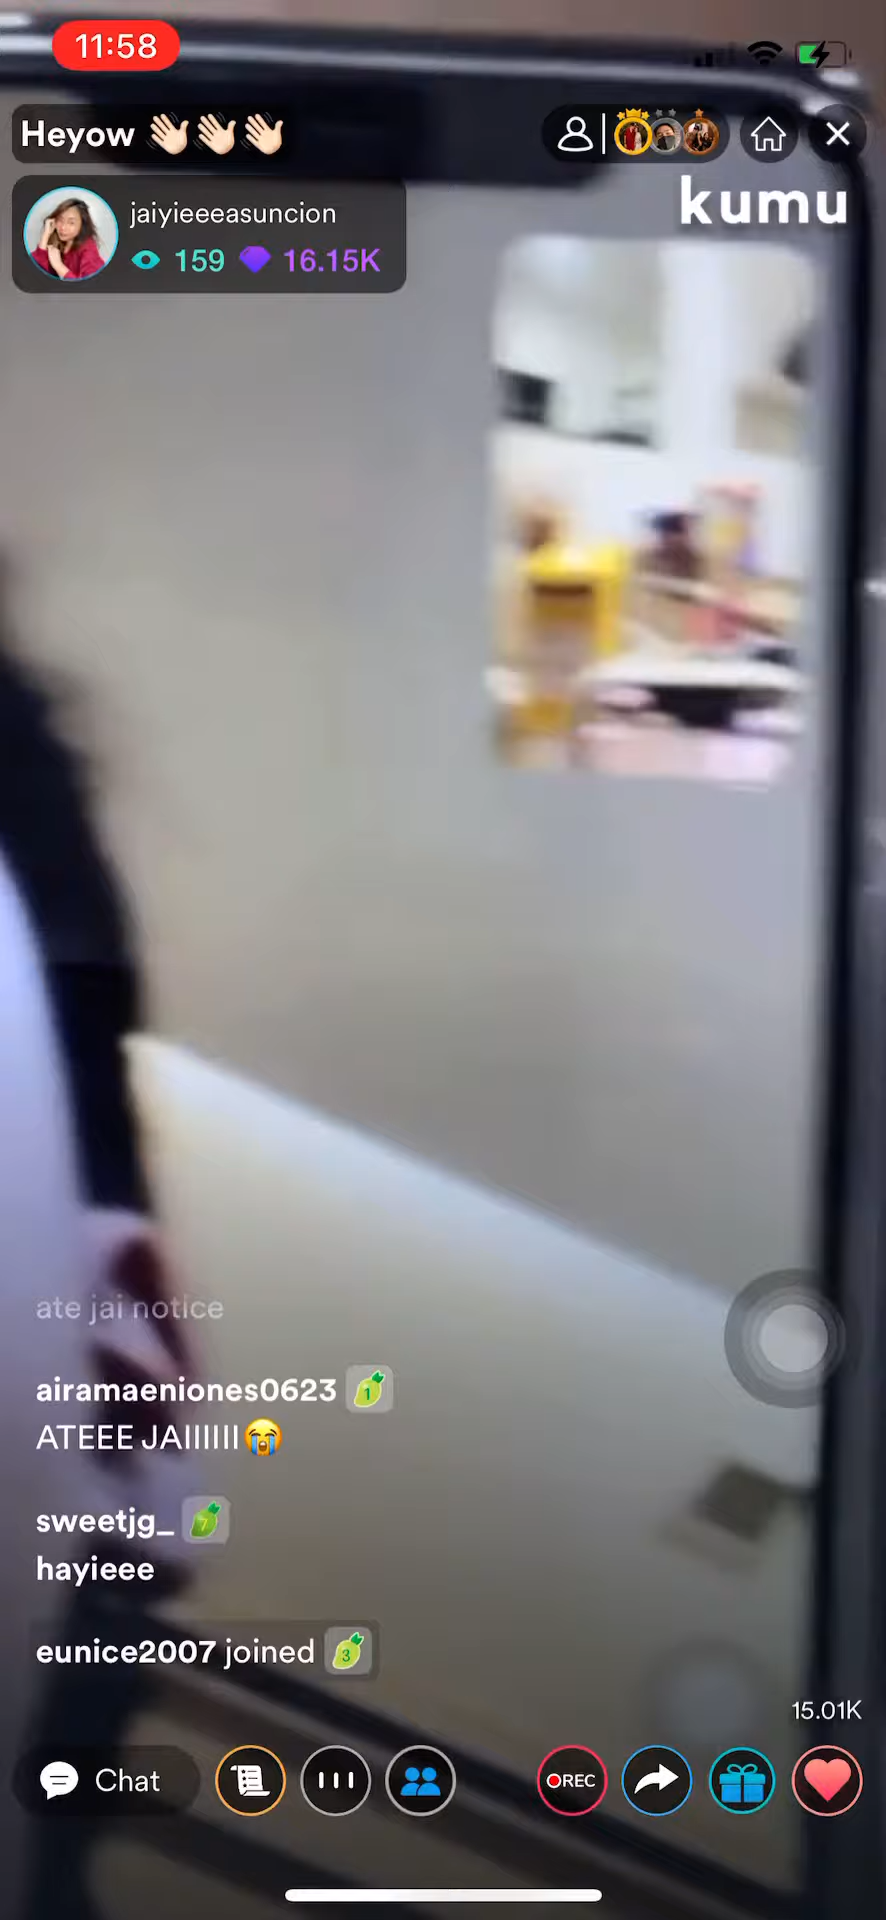 11:58
Heyow 👋🏻👋🏻👋🏻
kumu
jaiyieeeasuncion
159 16.15K
ate jai notice
airamaeniones0623 1
ATEEE JAIIIIII😭
sweetjg_ 7
hayieee
eunice2007 joined 3
15.01K
Chat
REC